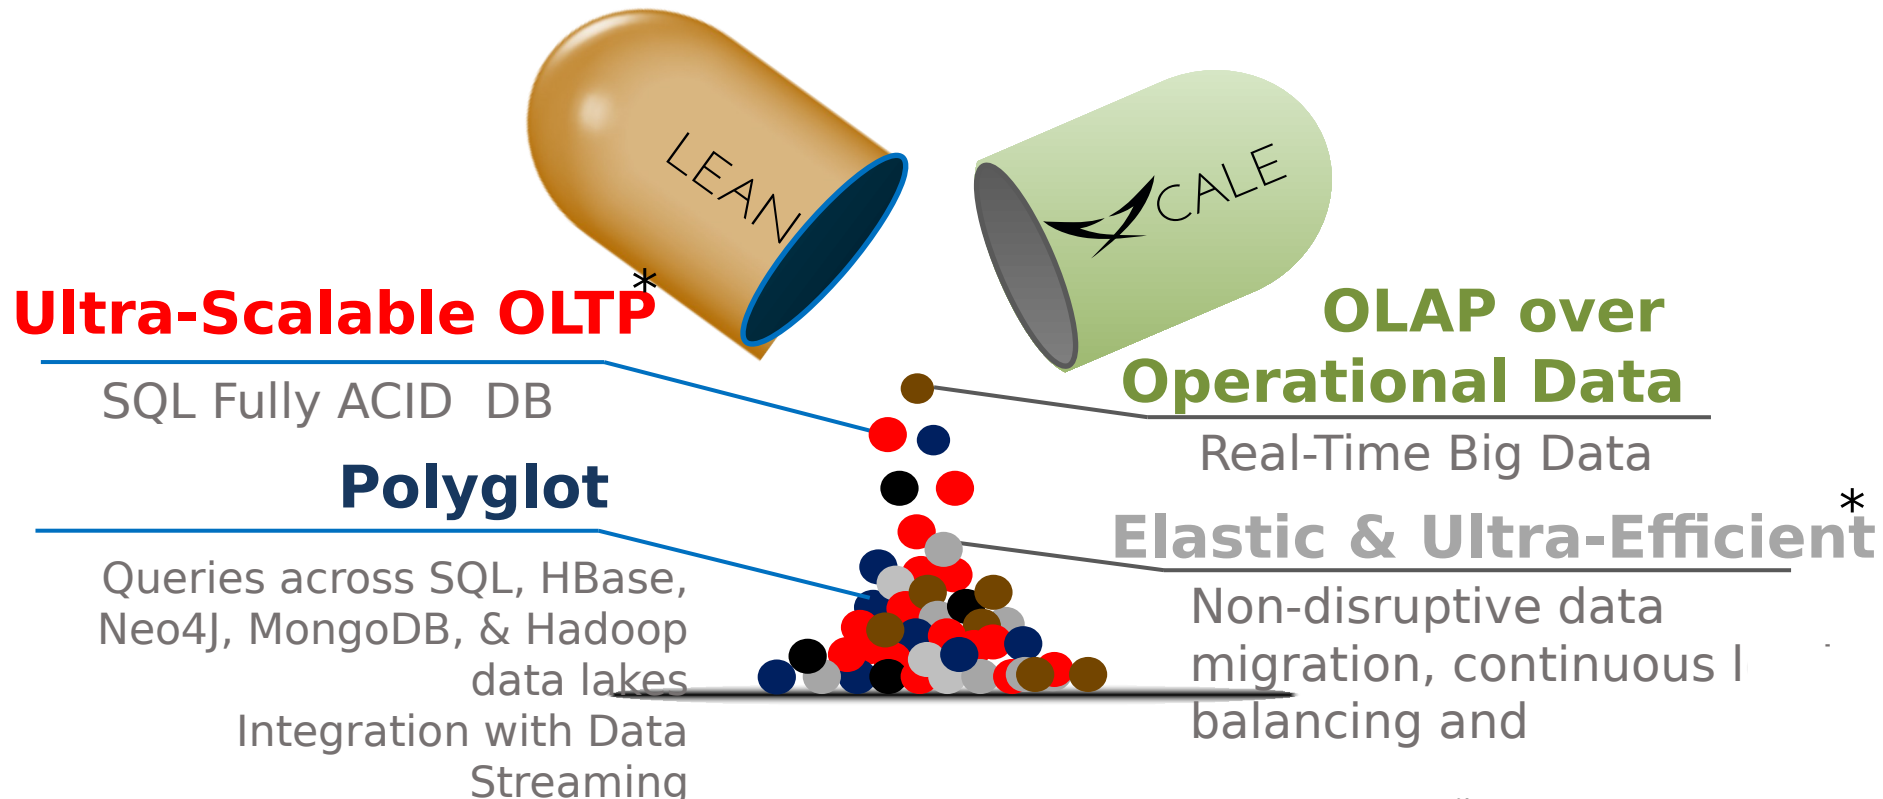 LEAN
XCALE
Ultra-Scalable OLTP*
SQL Fully ACID  DB
Polyglot
Queries across SQL, HBase,
Neo4J, MongoDB, & Hadoop
data lakes
Integration with Data
Streaming
OLAP over
Operational Data
Real-Time Big Data
Elastic & Ultra-Efficient*
Non-disruptive data
migration, continuous
balancing and